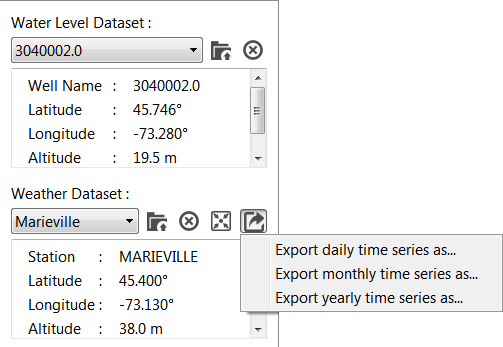 Water Level Dataset :
3040002.0
Well Name : 3040002.0
Latitude : 45.746°
Longitude : -73.280°
Altitude : 19.5 m
Weather Dataset :
Marieville
Station : MARIEVILLE
Latitude : 45.400°
Longitude : -73.130°
Altitude : 38.0 m
Export daily time series as...
Export monthly time series as...
Export yearly time series as...